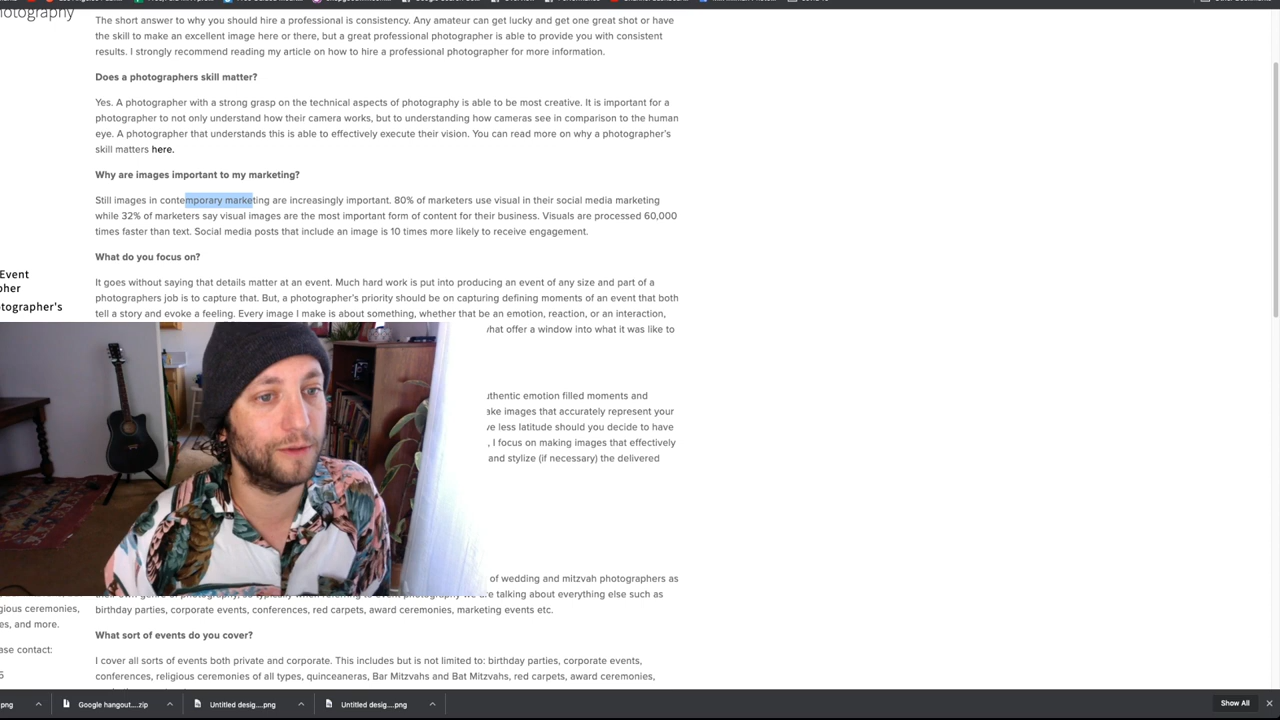 otography
The short answer to why you should hire a professional is consistency. Any amateur can get lucky and get one great shot or have
the skill to make an excellent image here or there, but a great professional photographer is able to provide you with consistent
results. I strongly recommend reading my article on how to hire a professional photographer for more information.
Does a photographers skill matter?
Yes. A photographer with a strong grasp on the technical aspects of photography is able to be most creative. It is important for a
photographer to not only understand how their camera works, but to understanding how cameras see in comparison to the human
eye. A photographer that understands this is able to effectively execute their vision. You can read more on why a photographer's
skill matters here.
Why are images important to my marketing?
Still images in contemporary marketing are increasingly important. 80% of marketers use visual in their social media marketing
while 32% of marketers say visual images are the most important form of content for their business. Visuals are processed 60,000
times faster than text. Social media posts that include an image is 10 times more likely to receive engagement.
What do you focus on?
It goes without saying that details matter at an event. Much hard work is put into producing an event of any size and part of a
photographers job is to capture that. But, a photographer's priority should be on capturing defining moments of an event that both
tell a story and evoke a feeling. Every image I make is about something, whether that be an emotion, reaction, or an interaction,
what offer a window into what it was like to
Event
pher
tographer's
uthentic emotion filled moments and
ake images that accurately represent your
ve less latitude should you decide to have
, I focus on making images that effectively
and stylize (if necessary) the delivered
of wedding and mitzvah photographers as
talking about everything else such as
birthday parties, corporate events, conferences, red carpets, award ceremonies, marketing events etc.
What sort of events do you cover?
I cover all sorts of events both private and corporate. This includes but is not limited to: birthday parties, corporate events,
conferences, religious ceremonies of all types, quinceaneras, Bar Mitzvahs and Bat Mitzvahs, red carpets, award ceremonies,
gious ceremonies,
es, and more.
ase contact:
png
Google hangout....zip
Untitled desig....png
Untitled desig....png
Show All